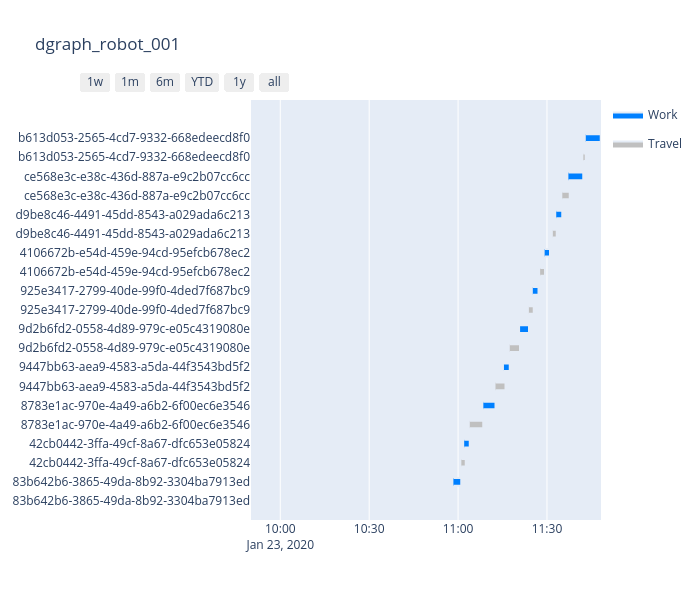 dgraph_robot_001
1w 1m 6m YTD 1y all
Work
Travel
b613d053-2565-4cd7-9332-668edeecd8f0
b613d053-2565-4cd7-9332-668edeecd8f0
ce568e3c-e38c-436d-887a-e9c2b07cc6cc
ce568e3c-e38c-436d-887a-e9c2b07cc6cc
d9be8c46-4491-45dd-8543-a029ada6c213
d9be8c46-4491-45dd-8543-a029ada6c213
4106672b-e54d-459e-94cd-95efcb678ec2
4106672b-e54d-459e-94cd-95efcb678ec2
925e3417-2799-40de-99f0-4ded7f687bc9
925e3417-2799-40de-99f0-4ded7f687bc9
9d2b6fd2-0558-4d89-979c-e05c4319080e
9d2b6fd2-0558-4d89-979c-e05c4319080e
9447bb63-aea9-4583-a5da-44f3543bd5f2
9447bb63-aea9-4583-a5da-44f3543bd5f2
8783e1ac-970e-4a49-a6b2-6f00ec6e3546
8783e1ac-970e-4a49-a6b2-6f00ec6e3546
42cb0442-3ffa-49cf-8a67-dfc653e05824
42cb0442-3ffa-49cf-8a67-dfc653e05824
83b642b6-3865-49da-8b92-3304ba7913ed
83b642b6-3865-49da-8b92-3304ba7913ed
10:00 10:30 11:00 11:30
Jan 23, 2020